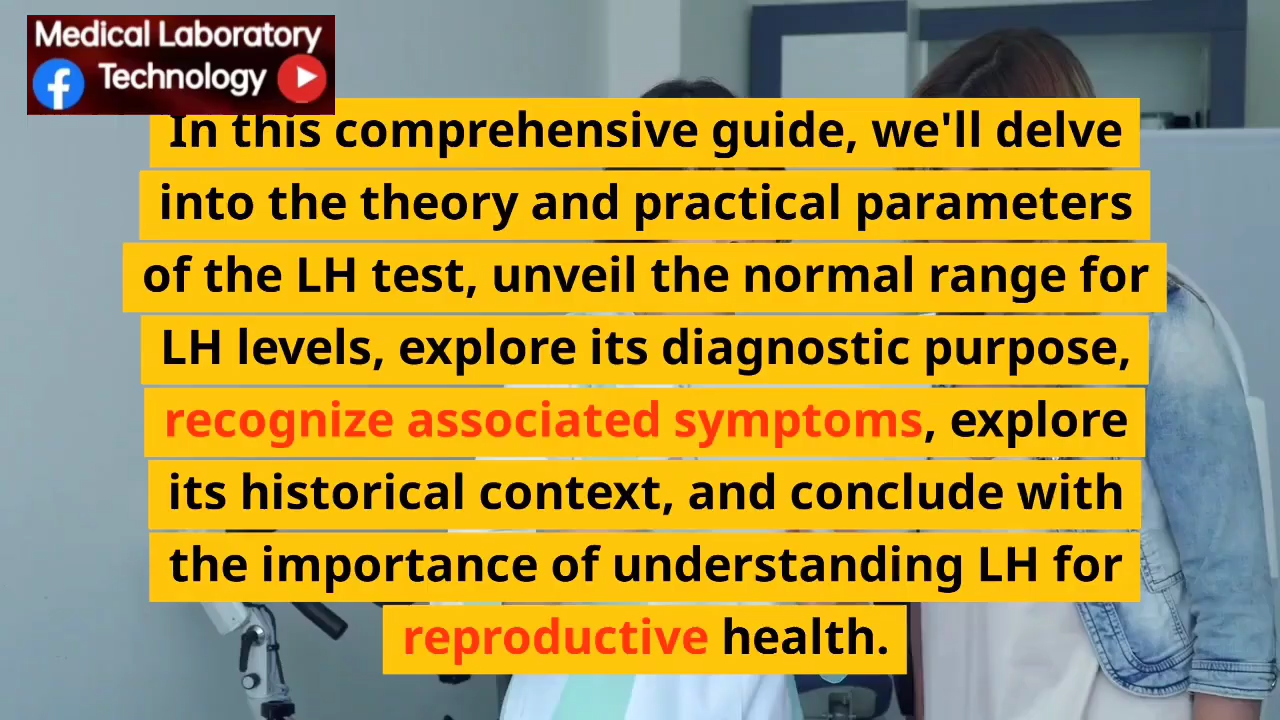 Medical Laboratory
Technology
In this comprehensive guide, we'll delve
into the theory and practical parameters
of the LH test, unveil the normal range for
LH levels, explore its diagnostic purpose,
recognize associated symptoms, explore
its historical context, and conclude with
the importance of understanding LH for
reproductive health.